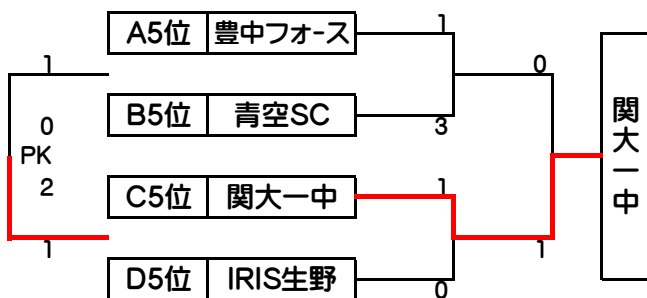 A5位 豊中フォース 1
1 0
B5位 青空SC 3
0
PK
2
C5位 関大一中 1
1 1
D5位 IRIS生野 0
関大一中